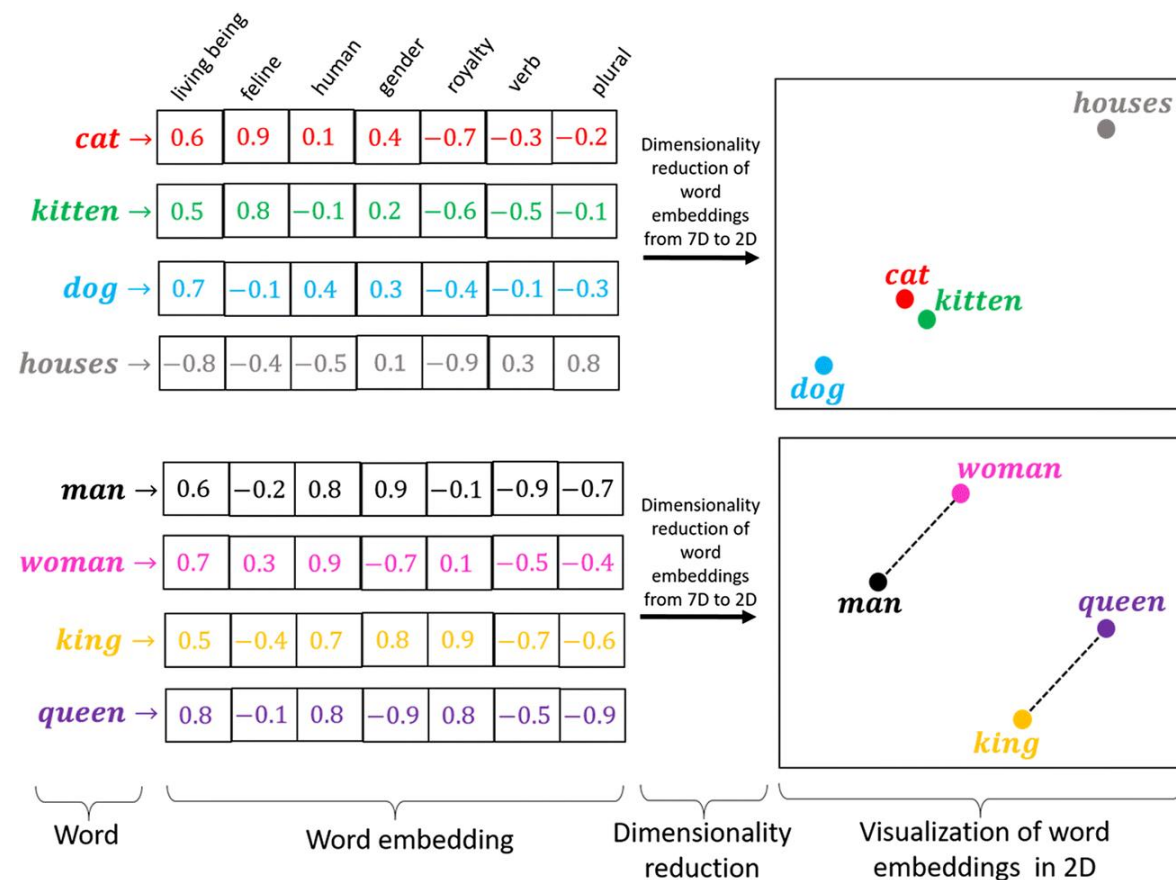 living being feline human gender royalty verb plural
cat → 0.6 0.9 0.1 0.4 −0.7 −0.3 −0.2
kitten → 0.5 0.8 −0.1 0.2 −0.6 −0.5 −0.1
dog → 0.7 −0.1 0.4 0.3 −0.4 −0.1 −0.3
houses → −0.8 −0.4 −0.5 0.1 −0.9 0.3 0.8
Dimensionality
reduction of
word
embeddings
from 7D to 2D
houses
cat
kitten
dog
man → 0.6 −0.2 0.8 0.9 −0.1 −0.9 −0.7
woman → 0.7 0.3 0.9 −0.7 0.1 −0.5 −0.4
king → 0.5 −0.4 0.7 0.8 0.9 −0.7 −0.6
queen → 0.8 −0.1 0.8 −0.9 0.8 −0.5 −0.9
Dimensionality
reduction of
word
embeddings
from 7D to 2D
woman
man
queen
king
Word
Word embedding
Dimensionality
reduction
Visualization of word
embeddings in 2D